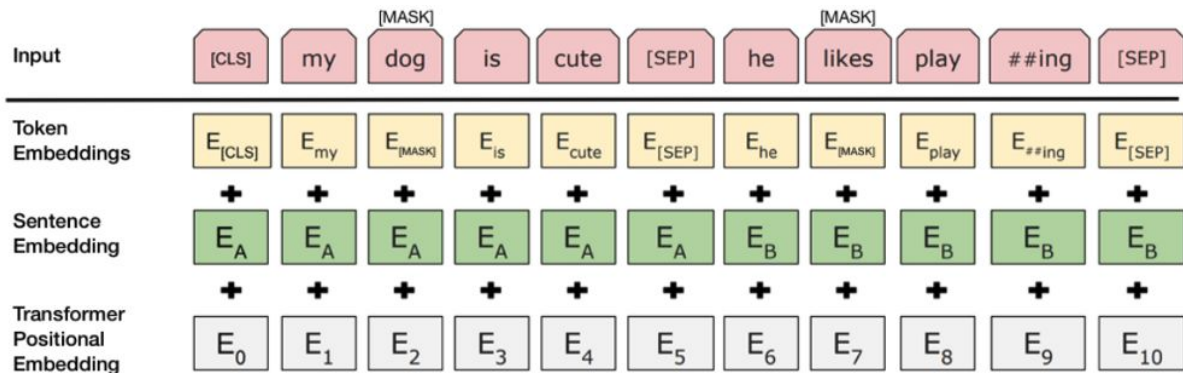 [MASK] [MASK]
Input [CLS] my dog is cute [SEP] he likes play ##ing [SEP]
Token
Embeddings
E[CLS] Emy E[MASK] Eis Ecute E[SEP] Ehe E[MASK] Eplay E##ing E[SEP]
+ + + + + + + + + + +
Sentence
Embedding
EA EA EA EA EA EA EB EB EB EB EB
+ + + + + + + + + + +
Transformer
Positional
Embedding
E0 E1 E2 E3 E4 E5 E6 E7 E8 E9 E10